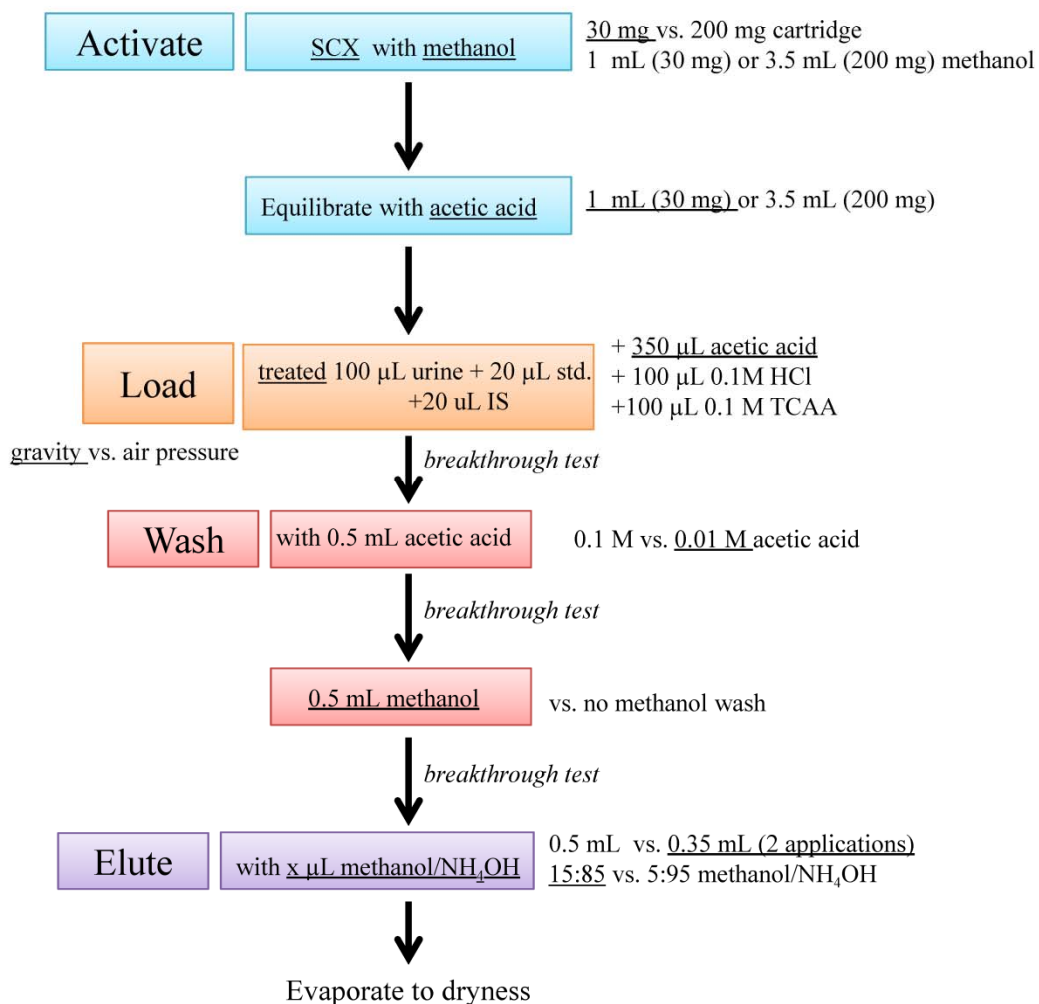 Activate
SCX with methanol
30 mg vs. 200 mg cartridge
1 mL (30 mg) or 3.5 mL (200 mg) methanol
Equilibrate with acetic acid
1 mL (30 mg) or 3.5 mL (200 mg)
Load
treated 100 μL urine + 20 μL std.
+20 uL IS
+ 350 μL acetic acid
+ 100 μL 0.1M HCl
+100 μL 0.1 M TCAA
gravity vs. air pressure
breakthrough test
Wash
with 0.5 mL acetic acid
0.1 M vs. 0.01 M acetic acid
breakthrough test
0.5 mL methanol
vs. no methanol wash
breakthrough test
Elute
with x μL methanol/NH₄OH
0.5 mL vs. 0.35 mL (2 applications)
15:85 vs. 5:95 methanol/NH₄OH
Evaporate to dryness